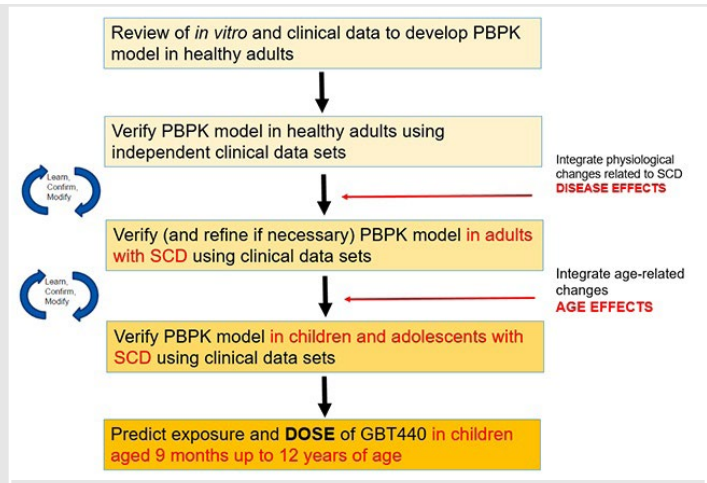 Review of in vitro and clinical data to develop PBPK
model in healthy adults
Verify PBPK model in healthy adults using
independent clinical data sets
Learn,
Confirm,
Modify
Integrate physiological
changes related to SCD
DISEASE EFFECTS
Verify (and refine if necessary) PBPK model in adults
with SCD using clinical data sets
Learn,
Confirm,
Modify
Integrate age-related
changes
AGE EFFECTS
Verify PBPK model in children and adolescents with
SCD using clinical data sets
Predict exposure and DOSE of GBT440 in children
aged 9 months up to 12 years of age